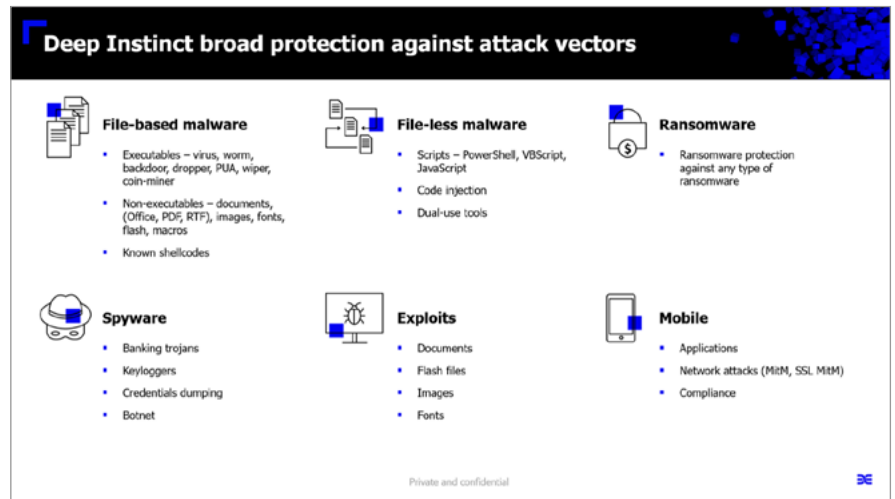 Deep Instinct broad protection against attack vectors
File-based malware
Executables – virus, worm,
backdoor, dropper, PUA, wiper,
coin-miner
Non-executables – documents,
(Office, PDF, RTF), images, fonts,
flash, macros
Known shellcodes
File-less malware
Scripts – PowerShell, VBScript,
JavaScript
Code injection
Dual-use tools
Ransomware
Ransomware protection
against any type of
ransomware
$
Spyware
Banking trojans
Keyloggers
Credentials dumping
Botnet
Exploits
Documents
Flash files
Images
Fonts
Mobile
Applications
Network attacks (MitM, SSL MitM)
Compliance
Private and confidential